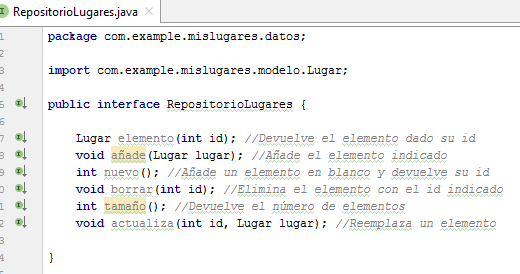 RepositorioLugares.java
package com.example.mislugares.datos;
import com.example.mislugares.modelo.Lugar;
public interface RepositorioLugares {
Lugar elemento(int id); //Devuelve el elemento dado su id
void añade(Lugar lugar); //Añade el elemento indicado
int nuevo(); //Añade un elemento en blanco y devuelve su id
void borrar(int id); //Elimina el elemento con el id indicado
int tamaño(); //Devuelve el número de elementos
void actualiza(int id, Lugar lugar); //Reemplaza un elemento
}